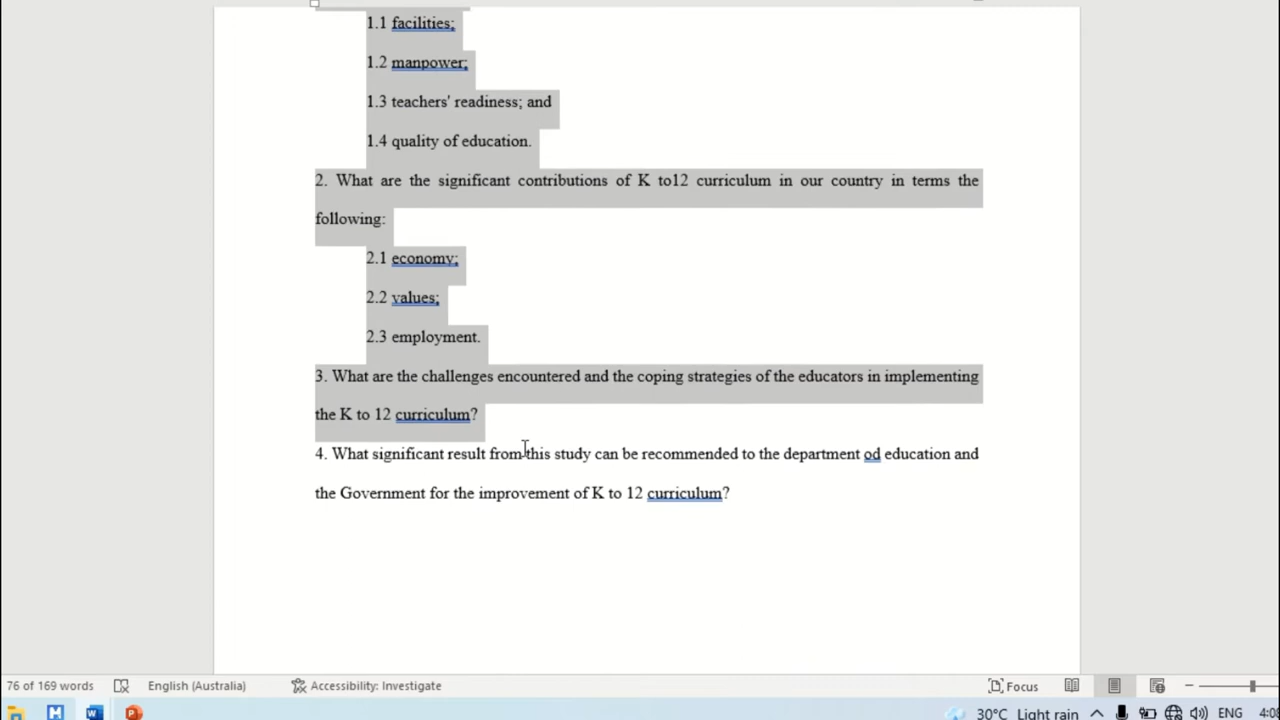 1.1 facilities;
1.2 manpower;
1.3 teachers' readiness; and
1.4 quality of education.
2. What are the significant contributions of K to12 curriculum in our country in terms the
following:
2.1 economy;
2.2 values;
2.3 employment.
3. What are the challenges encountered and the coping strategies of the educators in implementing
the K to 12 curriculum?
4. What significant result from this study can be recommended to the department od education and
the Government for the improvement of K to 12 curriculum?
76 of 169 words
English (Australia)
Accessibility: Investigate
Focus
30°C Light rain
ENG